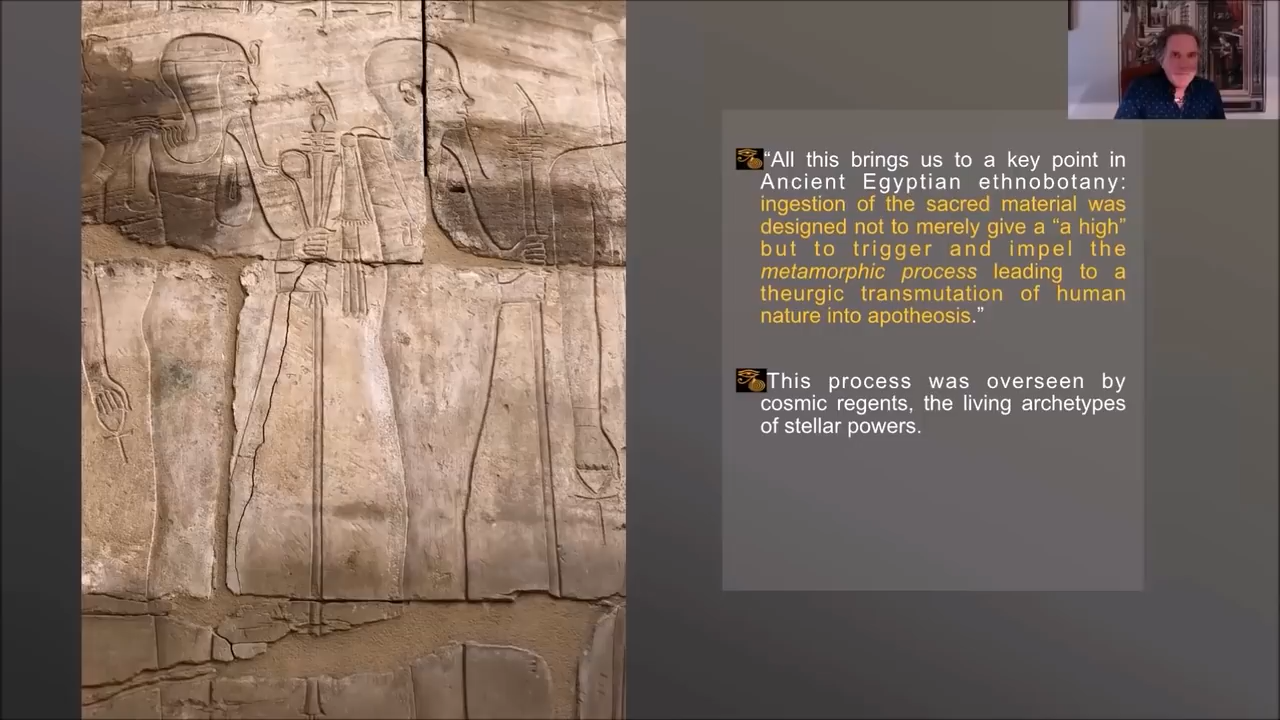 “All this brings us to a key point in
Ancient Egyptian ethnobotany:
ingestion of the sacred material was
designed not to merely give a “a high”
but to trigger and impel the
metamorphic process leading to a
theurgic transmutation of human
nature into apotheosis.”
This process was overseen by
cosmic regents, the living archetypes
of stellar powers.